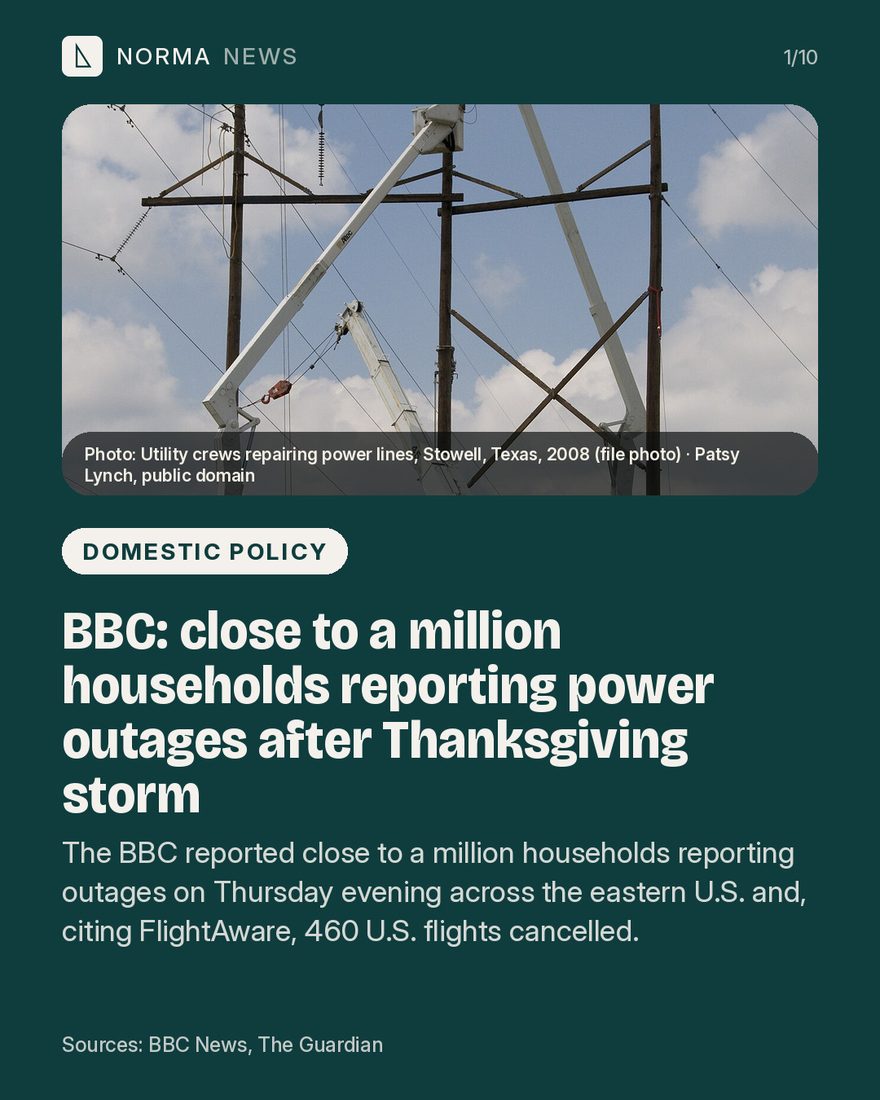 NORMA NEWS
1/10
Photo: Utility crews repairing power lines, Stowell, Texas, 2008 (file photo) · Patsy
Lynch, public domain
DOMESTIC POLICY
BBC: close to a million
households reporting power
outages after Thanksgiving
storm
The BBC reported close to a million households reporting
outages on Thursday evening across the eastern U.S. and,
citing FlightAware, 460 U.S. flights cancelled.
Sources: BBC News, The Guardian